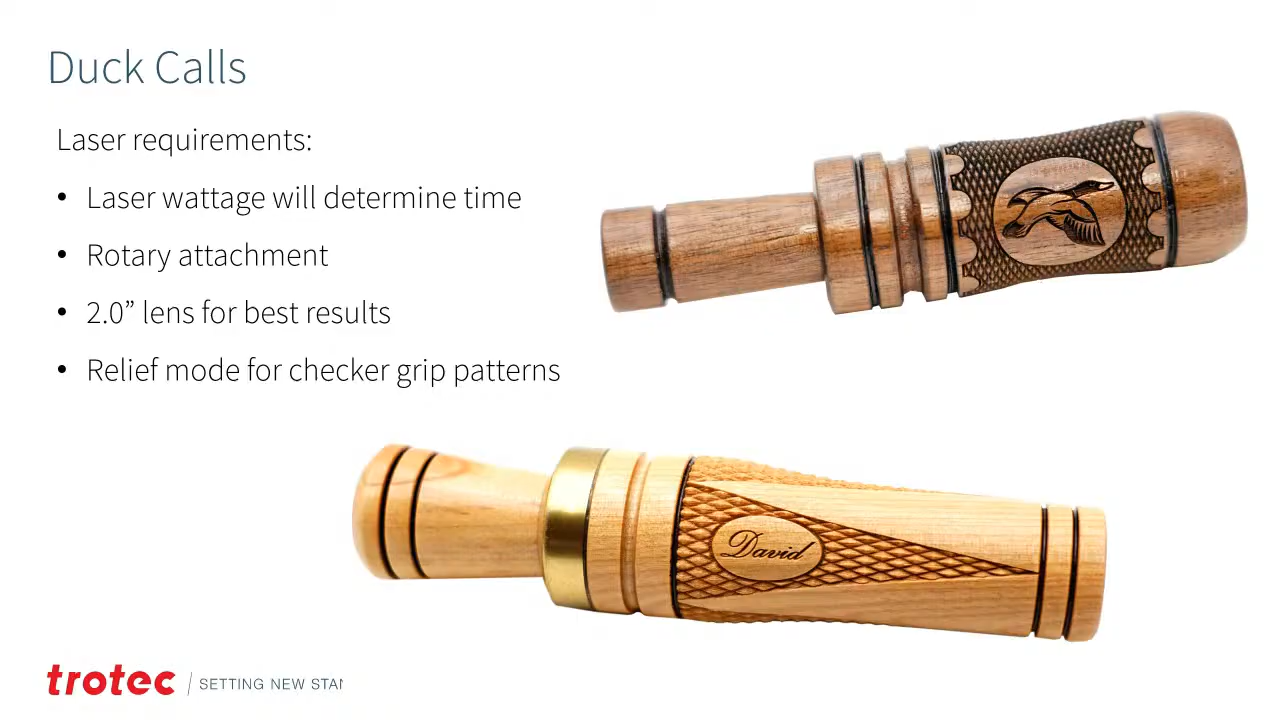 Duck Calls
Laser requirements:
• Laser wattage will determine time
• Rotary attachment
• 2.0” lens for best results
• Relief mode for checker grip patterns
David
trotec / SETTING NEW STAN